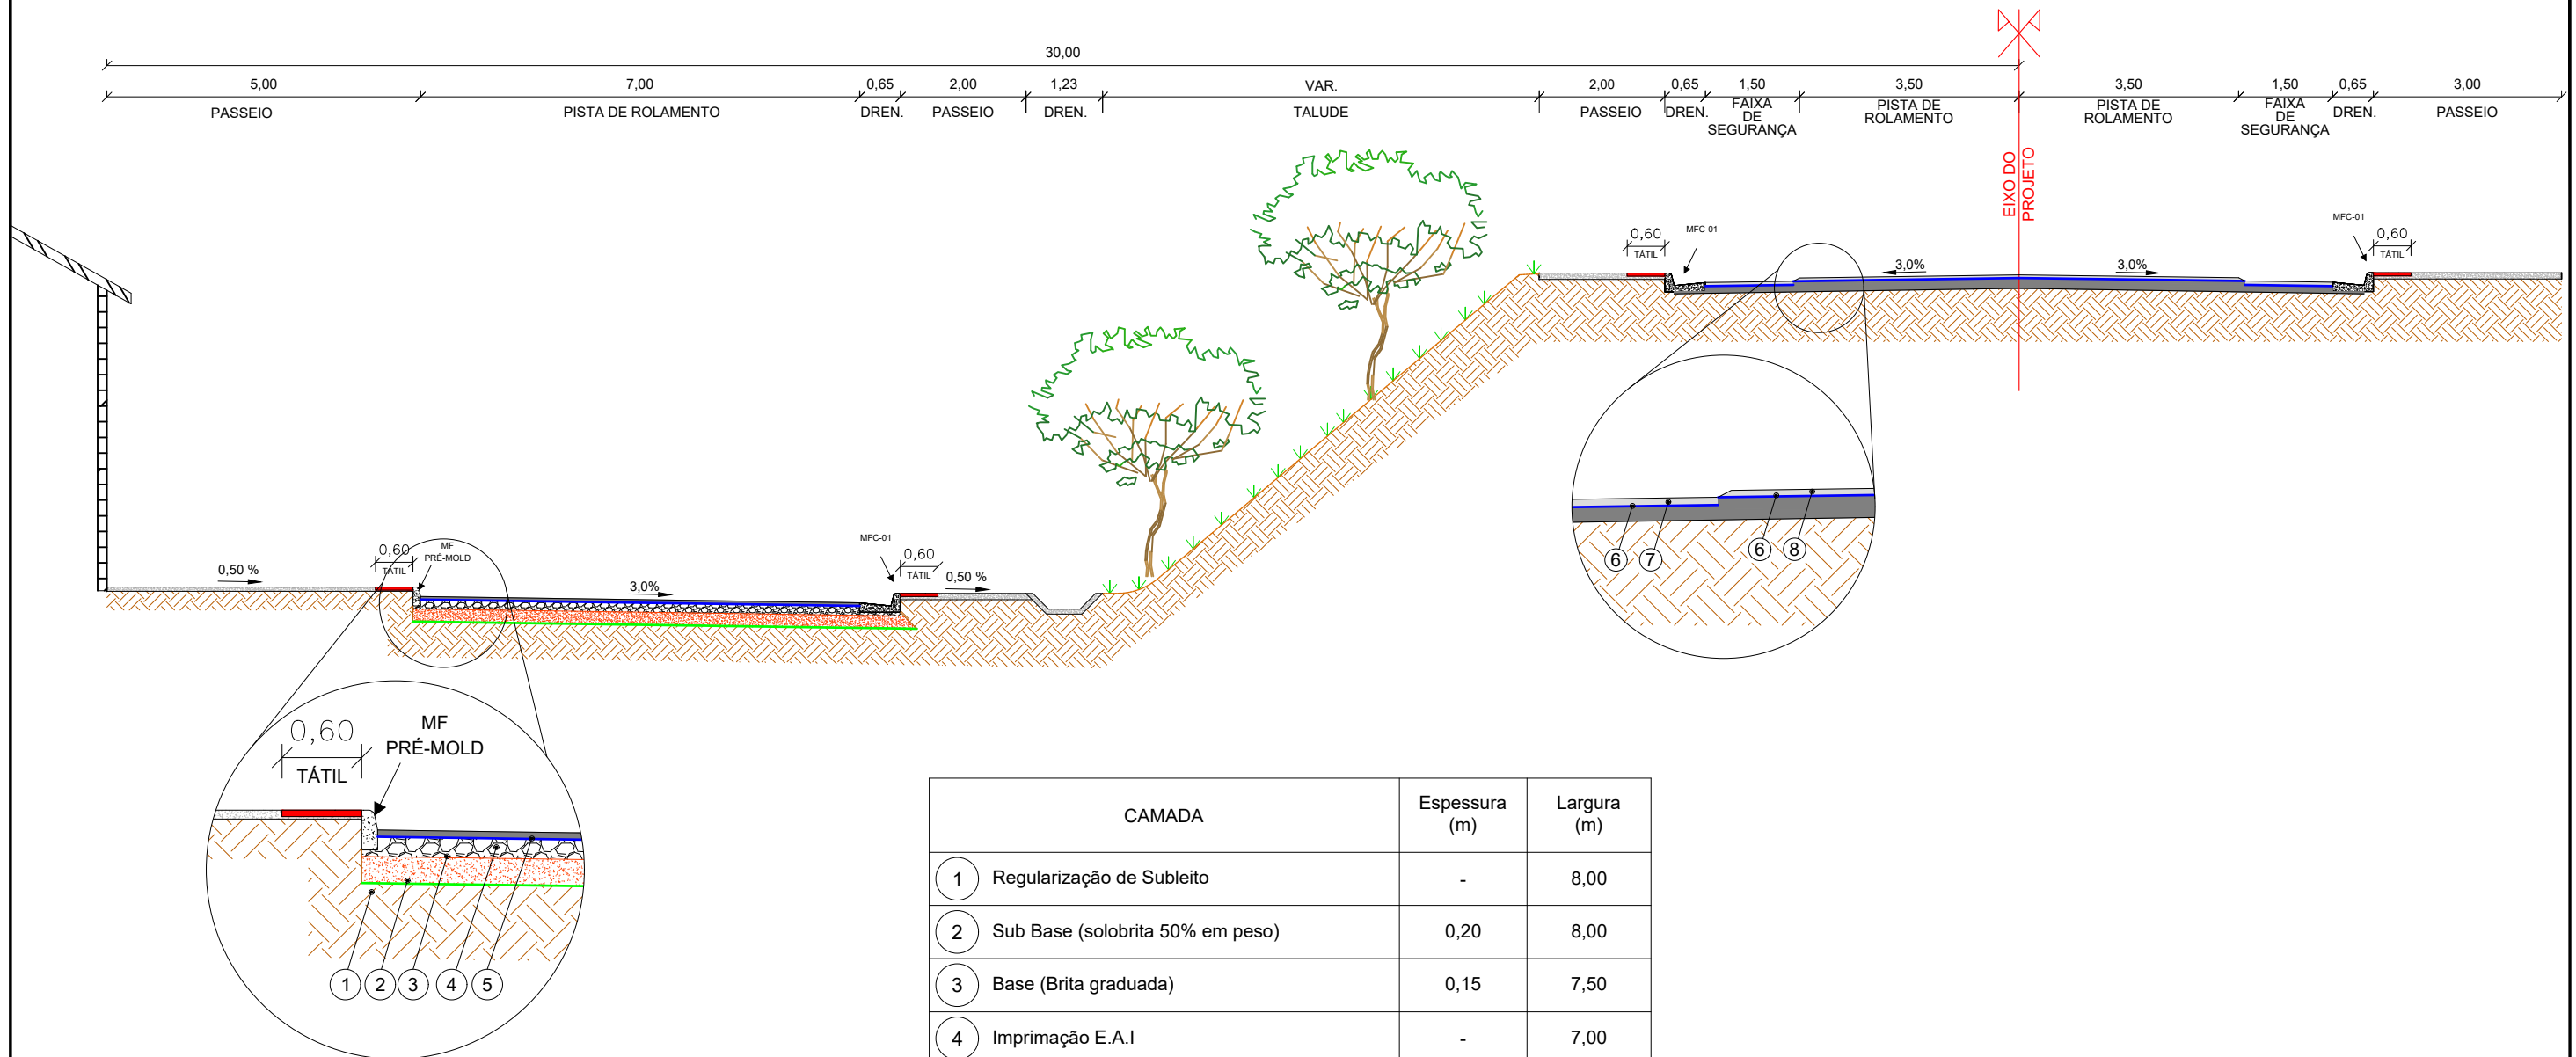 30,00
5,00 7,00 0,65 2,00 1,23 VAR. 2,00 0,65 1,50 3,50 3,50 1,50 0,65 3,00
PASSEIO PISTA DE ROLAMENTO DREN. PASSEIO DREN. TALUDE PASSEIO DREN.
FAIXA
DE
SEGURANÇA
PISTA DE
ROLAMENTO
PISTA DE
ROLAMENTO
FAIXA
DE
SEGURANÇA
DREN. PASSEIO
EIXO DO
PROJETO
0,60
TÁTIL
MFC-01
3,0%
3,0%
MFC-01
0,60
TÁTIL
6 7 6 8
0,50 %
0,60
TÁTIL
MF
PRÉ-MOLD
3,0%
MFC-01
0,60
TÁTIL
0,50 %
0,60
TÁTIL
MF
PRÉ-MOLD
1 2 3 4 5
CAMADA
Espessura
(m)
Largura
(m)
1 Regularização de Subleito - 8,00
2 Sub Base (solobrita 50% em peso) 0,20 8,00
3 Base (Brita graduada) 0,15 7,50
4 Imprimação E.A.I - 7,00